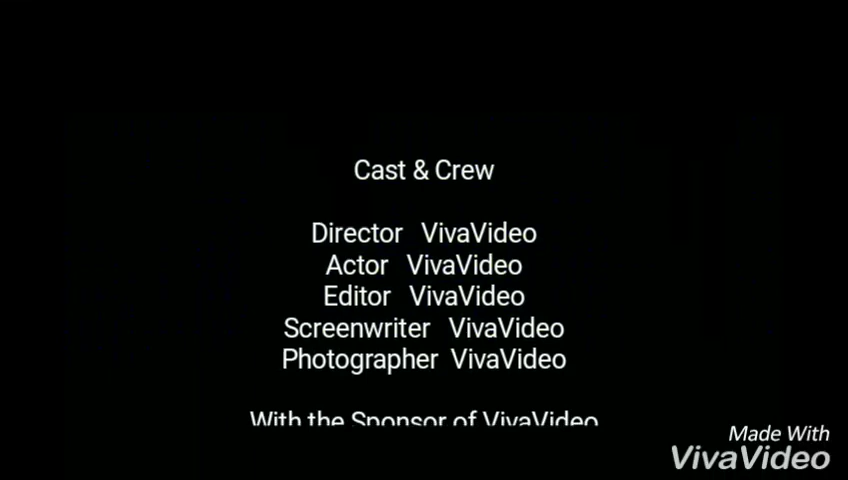 Cast & Crew
Director VivaVideo
Actor VivaVideo
Editor VivaVideo
Screenwriter VivaVideo
Photographer VivaVideo
With the Sponsor of VivaVideo
Made With
VivaVideo